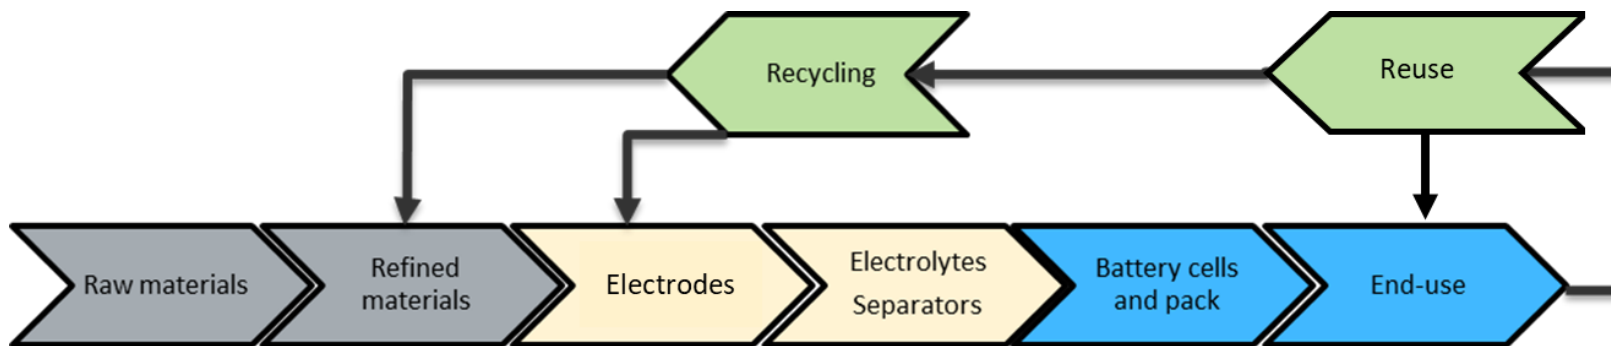 Recycling
Reuse
Raw materials
Refined
materials
Electrodes
Electrolytes
Separators
Battery cells
and pack
End-use